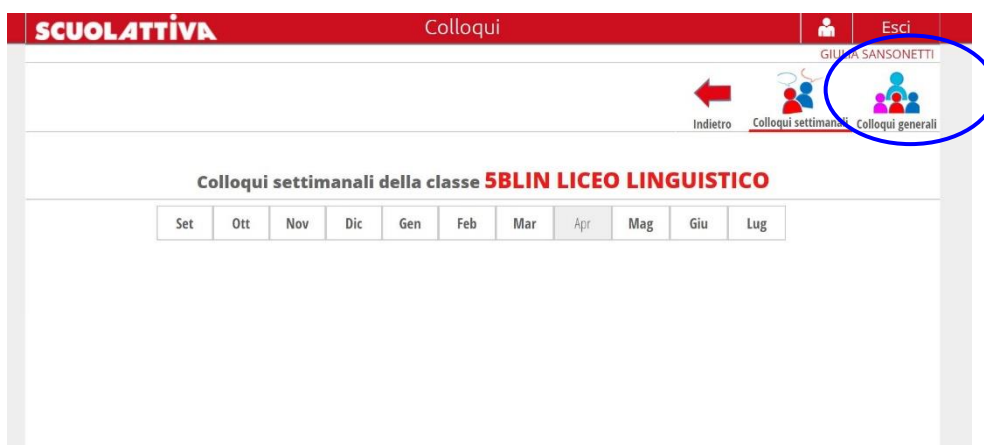 SCUOLATTIVA Colloqui Esci
GIULIA SANSONETTI
Indietro Colloqui settimanali Colloqui generali
Colloqui settimanali della classe 5BLIN LICEO LINGUISTICO
Set Ott Nov Dic Gen Feb Mar Apr Mag Giu Lug